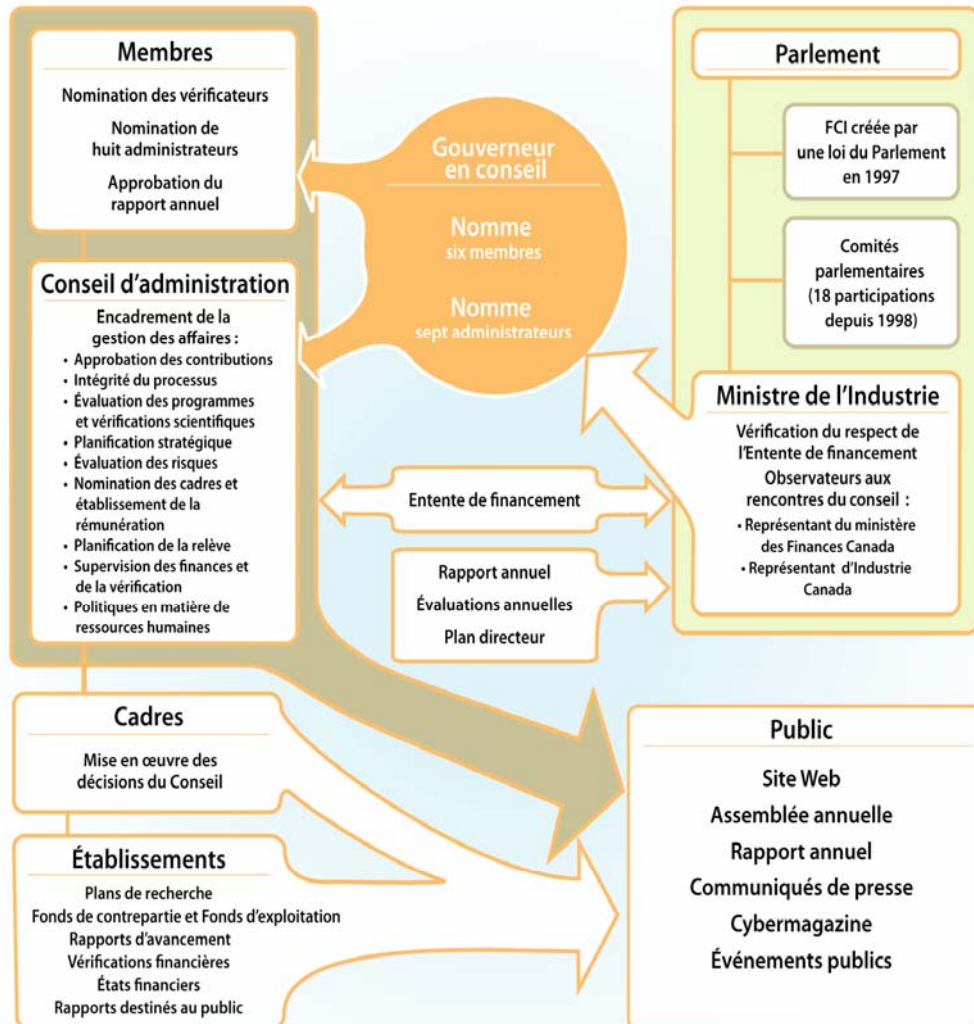 Membres
Nomination des vérificateurs
Nomination de
huit administrateurs
Approbation du
rapport annuel
Conseil d'administration
Encadrement de la
gestion des affaires :
• Approbation des contributions
• Intégrité du processus
• Évaluation des programmes
et vérifications scientifiques
• Planification stratégique
• Évaluation des risques
• Nomination des cadres et
établissement de la
rémunération
• Planification de la relève
• Supervision des finances et
de la vérification
• Politiques en matière de
ressources humaines
Gouverneur
en conseil
Nomme
six membres
Nomme
sept administrateurs
Parlement
FCI créée par
une loi du Parlement
en 1997
Comités
parlementaires
(18 participations
depuis 1998)
Ministre de l'Industrie
Vérification du respect de
l'Entente de financement
Observateurs aux
rencontres du conseil :
• Représentant du ministère
des Finances Canada
• Représentant d'Industrie
Canada
Entente de financement
Rapport annuel
Évaluations annuelles
Plan directeur
Cadres
Mise en œuvre des
décisions du Conseil
Établissements
Plans de recherche
Fonds de contrepartie et Fonds d'exploitation
Rapports d'avancement
Vérifications financières
États financiers
Rapports destinés au public
Public
Site Web
Assemblée annuelle
Rapport annuel
Communiqués de presse
Cybermagazine
Événements publics